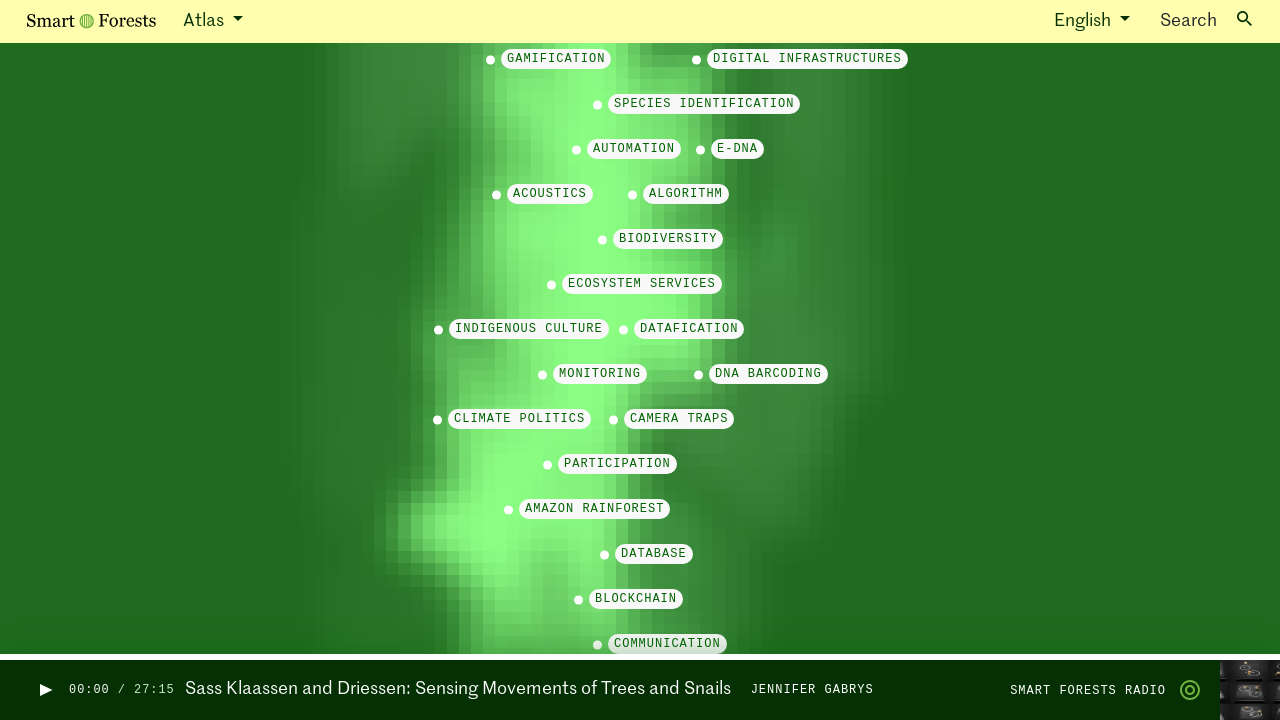 Smart Forests Atlas English Search
GAMIFICATION DIGITAL INFRASTRUCTURES
SPECIES IDENTIFICATION
AUTOMATION E-DNA
ACOUSTICS ALGORITHM
BIODIVERSITY
ECOSYSTEM SERVICES
INDIGENOUS CULTURE DATAFICATION
MONITORING DNA BARCODING
CLIMATE POLITICS CAMERA TRAPS
PARTICIPATION
AMAZON RAINFOREST
DATABASE
BLOCKCHAIN
COMMUNICATION
00:00 / 27:15 Sass Klaassen and Driessen: Sensing Movements of Trees and Snails JENNIFER GABRYS SMART FORESTS RADIO